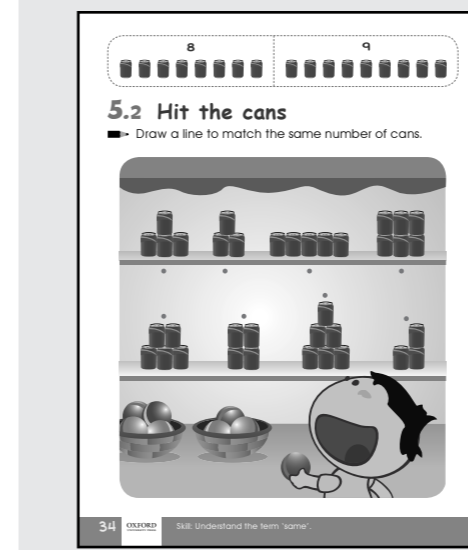 8
9
5.2 Hit the cans
Draw a line to match the same number of cans.
34 OXFORD Skill: Understand the term 'same'.